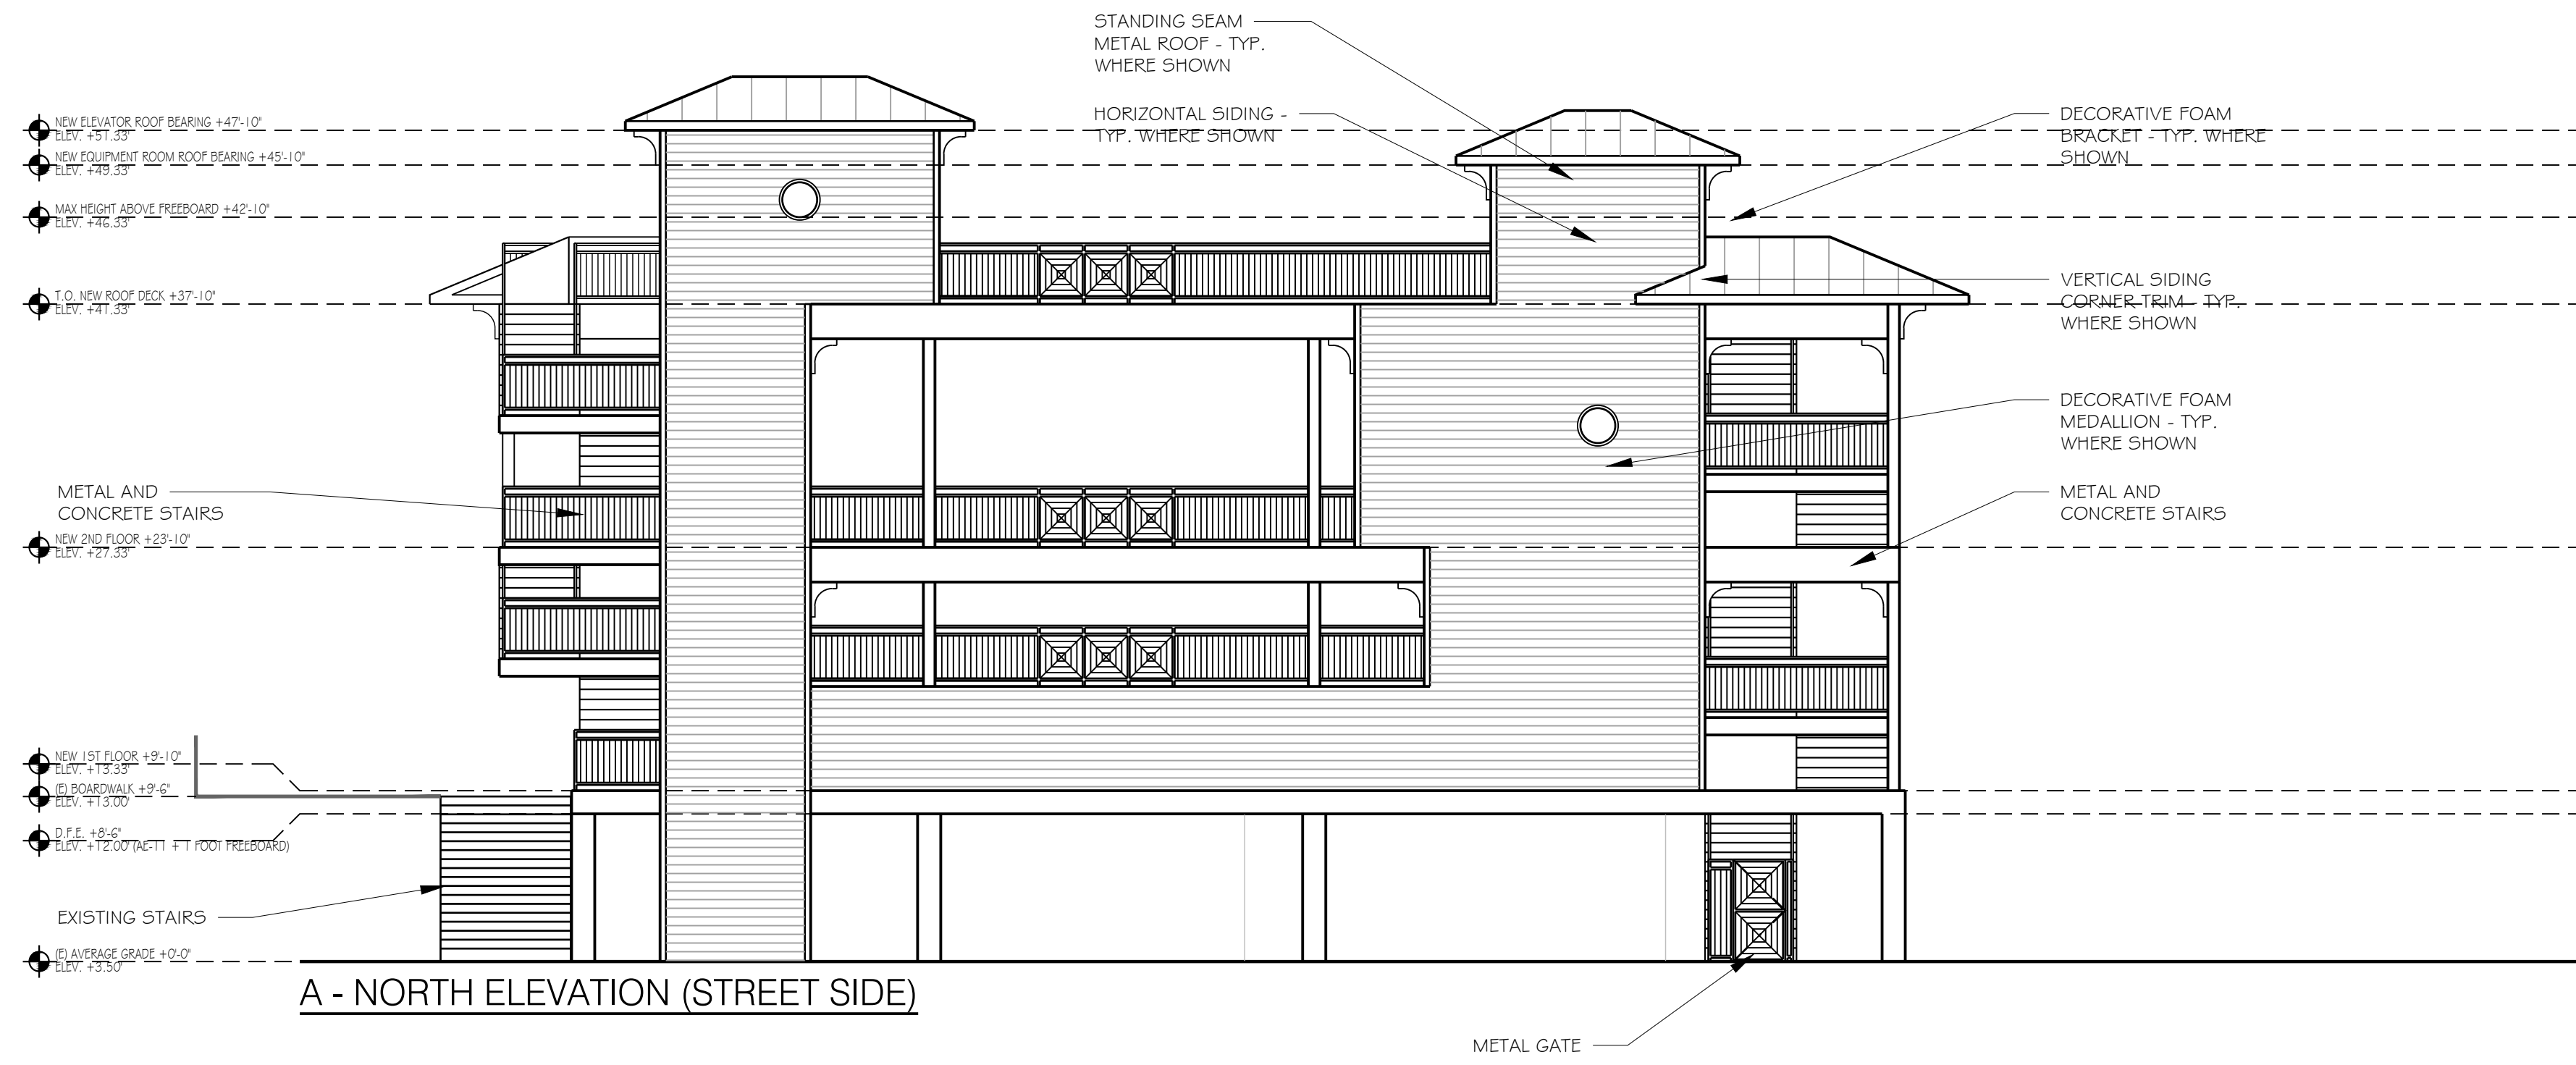 STANDING SEAM
METAL ROOF - TYP.
WHERE SHOWN
HORIZONTAL SIDING -
TYP. WHERE SHOWN
DECORATIVE FOAM
BRACKET - TYP. WHERE
SHOWN
NEW ELEVATOR ROOF BEARING +47'-10"
ELEV. +51.33'
NEW EQUIPMENT ROOM ROOF BEARING +45'-10"
ELEV. +49.33'
MAX HEIGHT ABOVE FREEBOARD +42'-10"
ELEV. +46.33'
T.O. NEW ROOF DECK +37'-10"
ELEV. +41.33'
VERTICAL SIDING
CORNER TRIM - TYP.
WHERE SHOWN
DECORATIVE FOAM
MEDALLION - TYP.
WHERE SHOWN
METAL AND
CONCRETE STAIRS
METAL AND
CONCRETE STAIRS
NEW 2ND FLOOR +23'-10"
ELEV. +27.33'
NEW 1ST FLOOR +9'-10"
ELEV. +13.33'
(E) BOARDWALK +9'-6"
ELEV. +13.00'
D.F.E. +8'-6"
ELEV. +12.00' (AE-11 + 1 FOOT FREEBOARD)
EXISTING STAIRS
(E) AVERAGE GRADE +0'-0"
ELEV. +3.50'
A - NORTH ELEVATION (STREET SIDE)
METAL GATE